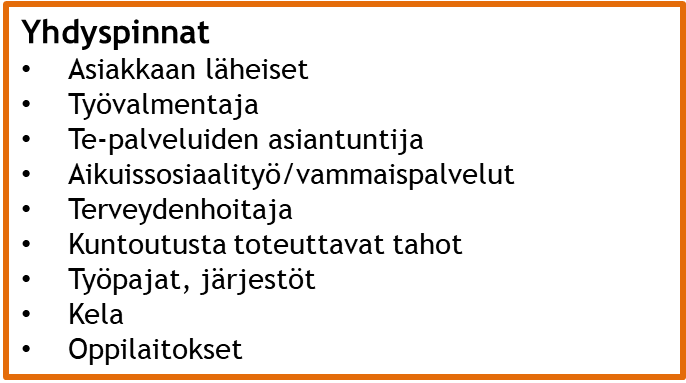 Yhdyspinnat
• Asiakkaan läheiset
• Työvalmentaja
• Te-palveluiden asiantuntija
• Aikuissosiaalityö/vammaispalvelut
• Terveydenhoitaja
• Kuntoutusta toteuttavat tahot
• Työpajat, järjestöt
• Kela
• Oppilaitokset